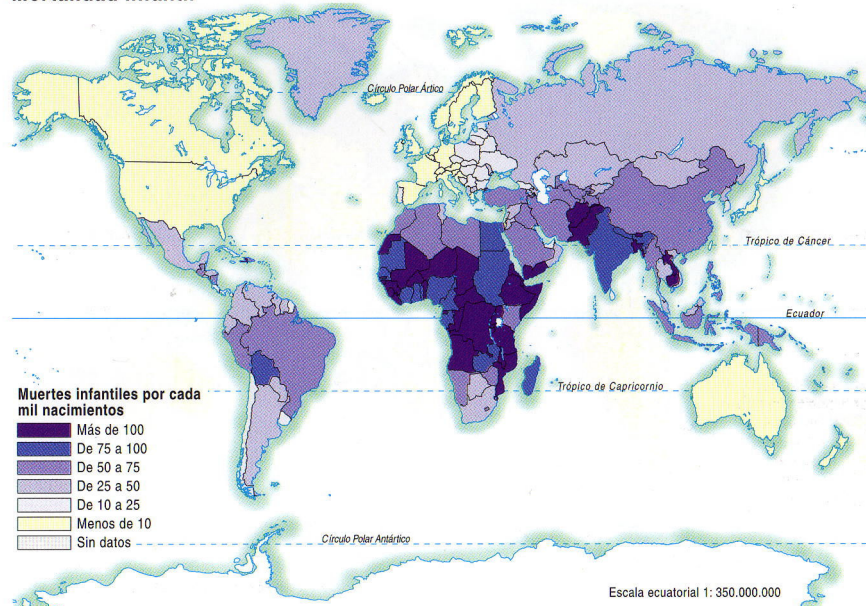 Círculo Polar Ártico
Trópico de Cáncer
Ecuador
Trópico de Capricornio
Muertes infantiles por cada
mil nacimientos
Más de 100
De 75 a 100
De 50 a 75
De 25 a 50
De 10 a 25
Menos de 10
Sin datos
Círculo Polar Antártico
Escala ecuatorial 1: 350.000.000